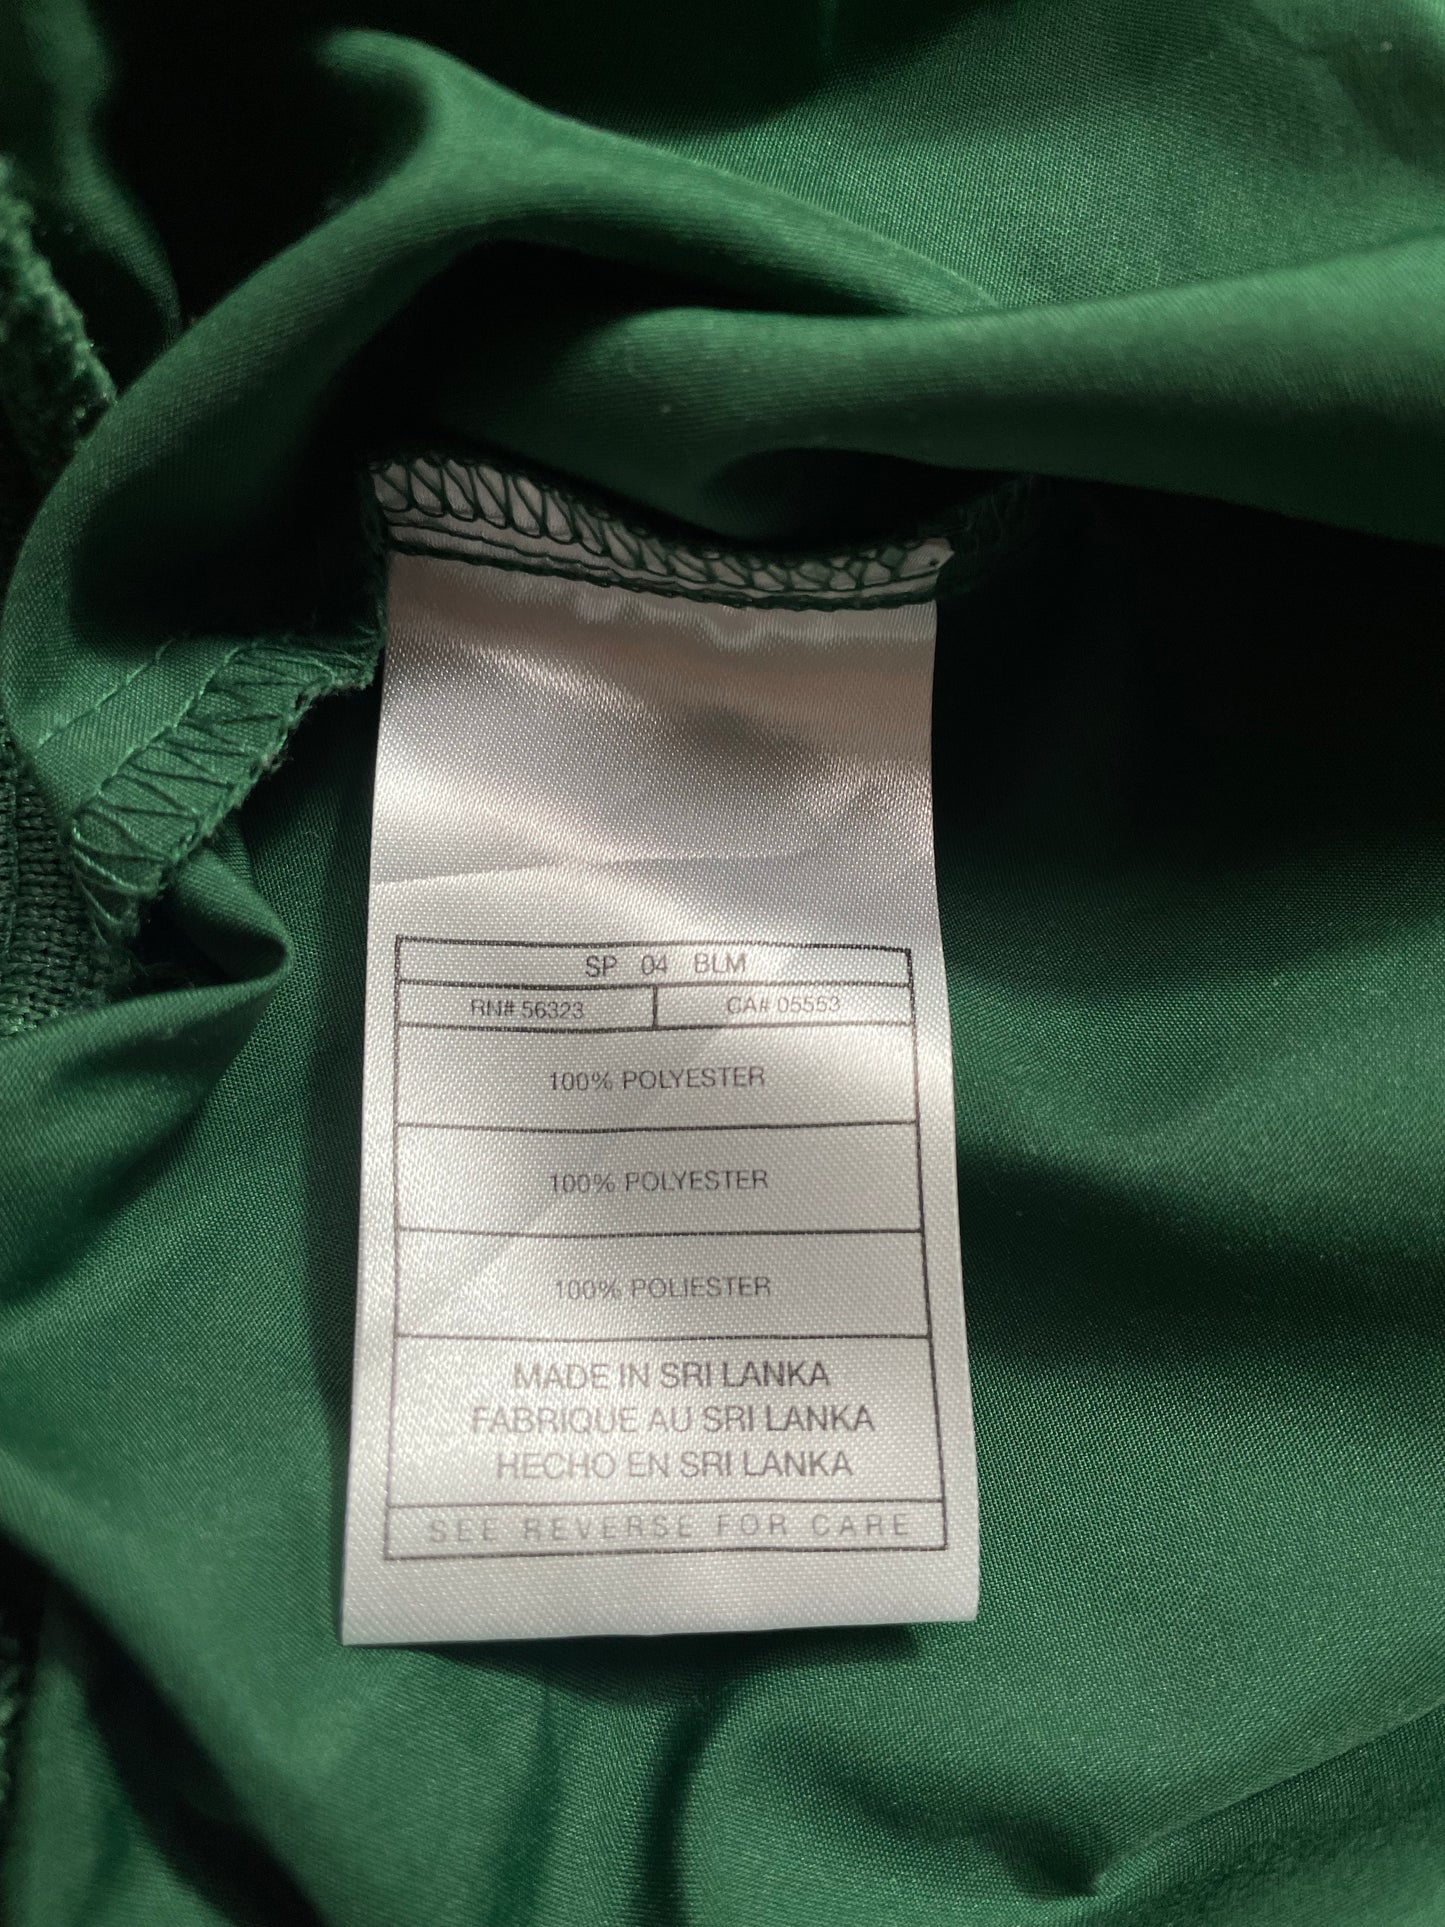 SP 04 BLM
RN# 56323 CA# 05553
100% POLYESTER
100% POLYESTER
100% POLIESTER
MADE IN SRI LANKA
FABRIQUE AU SRI LANKA
HECHO EN SRI LANKA
SEE REVERSE FOR CARE